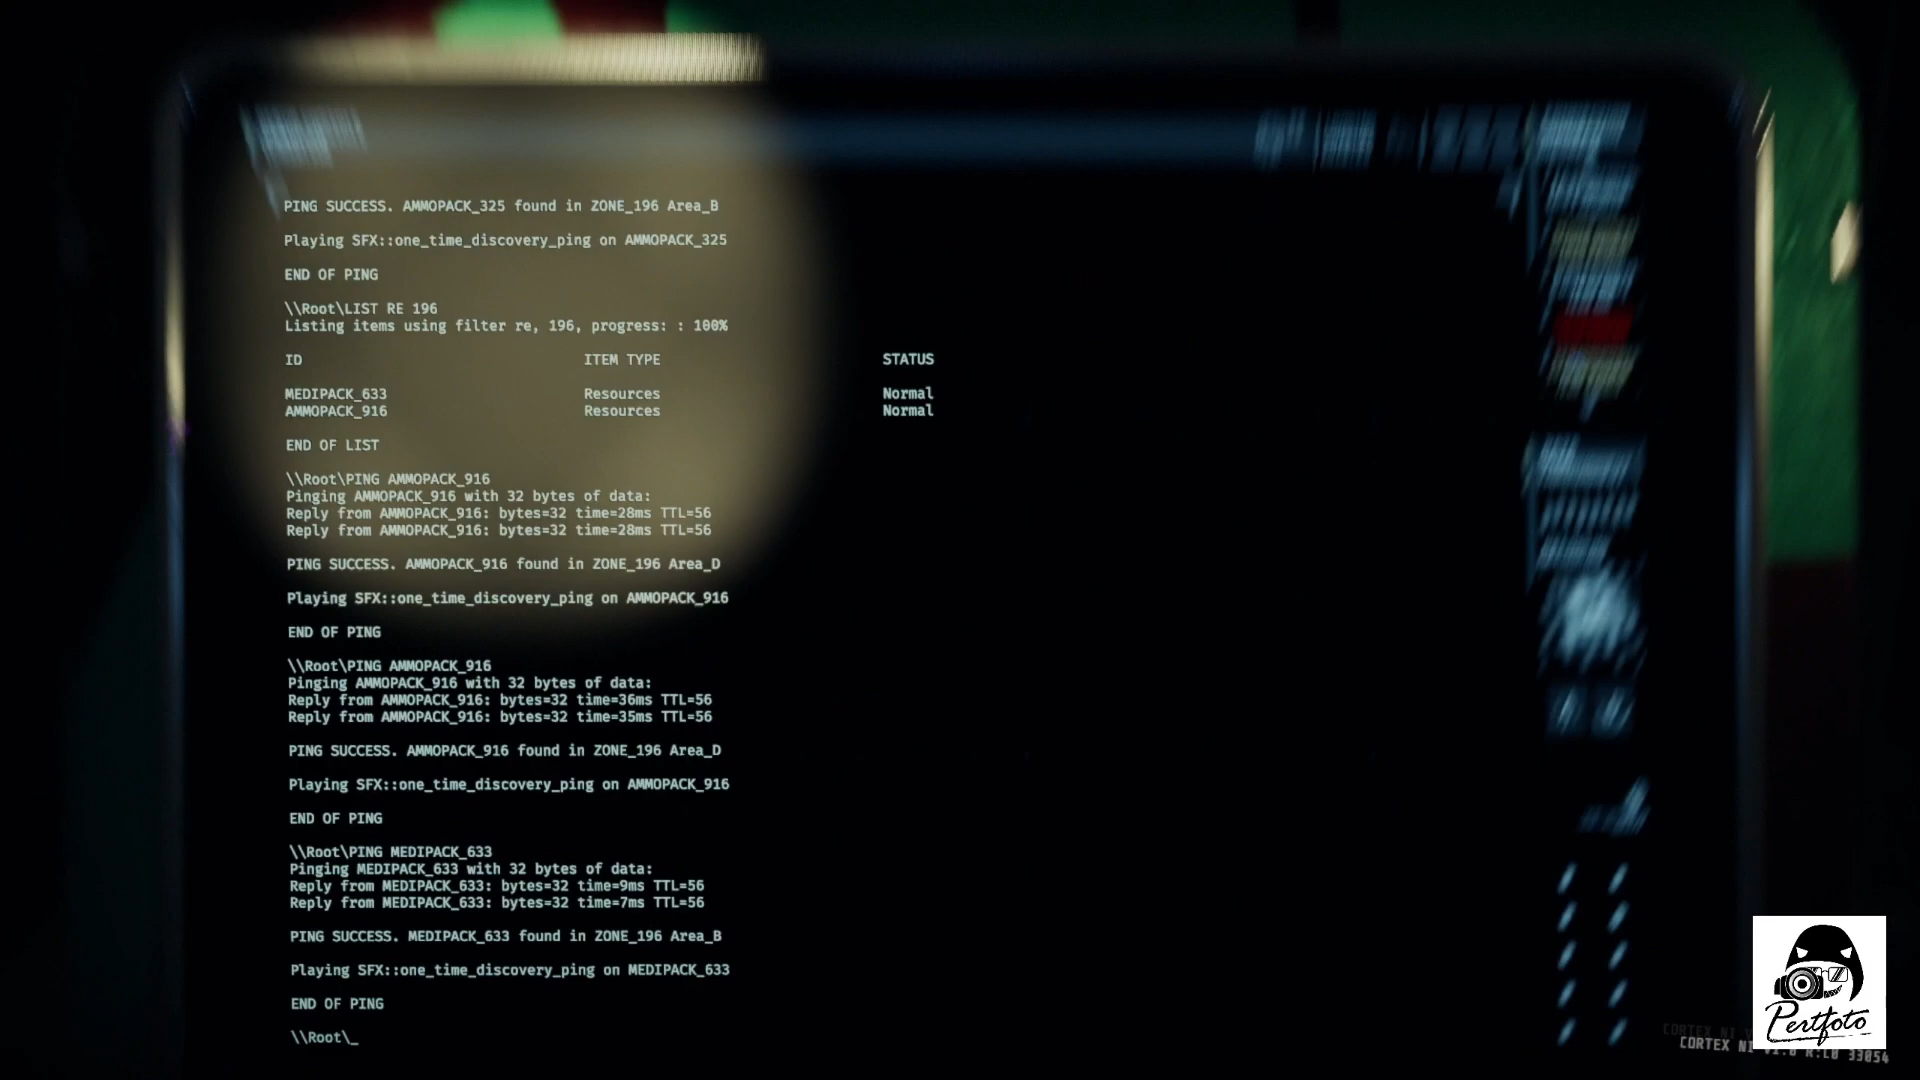 PING SUCCESS. AMMOPACK_325 found in ZONE_196 Area_B
Playing SFX::one_time_discovery_ping on AMMOPACK_325
END OF PING
\\Root\LIST RE 196
Listing items using filter re, 196, progress: : 100%
ID ITEM TYPE STATUS
MEDIPACK_633 Resources Normal
AMMOPACK_916 Resources Normal
END OF LIST
\\Root\PING AMMOPACK_916
Pinging AMMOPACK_916 with 32 bytes of data:
Reply from AMMOPACK_916: bytes=32 time=28ms TTL=56
Reply from AMMOPACK_916: bytes=32 time=28ms TTL=56
PING SUCCESS. AMMOPACK_916 found in ZONE_196 Area_D
Playing SFX::one_time_discovery_ping on AMMOPACK_916
END OF PING
\\Root\PING AMMOPACK_916
Pinging AMMOPACK_916 with 32 bytes of data:
Reply from AMMOPACK_916: bytes=32 time=36ms TTL=56
Reply from AMMOPACK_916: bytes=32 time=35ms TTL=56
PING SUCCESS. AMMOPACK_916 found in ZONE_196 Area_D
Playing SFX::one_time_discovery_ping on AMMOPACK_916
END OF PING
\\Root\PING MEDIPACK_633
Pinging MEDIPACK_633 with 32 bytes of data:
Reply from MEDIPACK_633: bytes=32 time=9ms TTL=56
Reply from MEDIPACK_633: bytes=32 time=7ms TTL=56
PING SUCCESS. MEDIPACK_633 found in ZONE_196 Area_B
Playing SFX::one_time_discovery_ping on MEDIPACK_633
END OF PING
\\Root\_
Pertfoto
CORTEX NI 33054